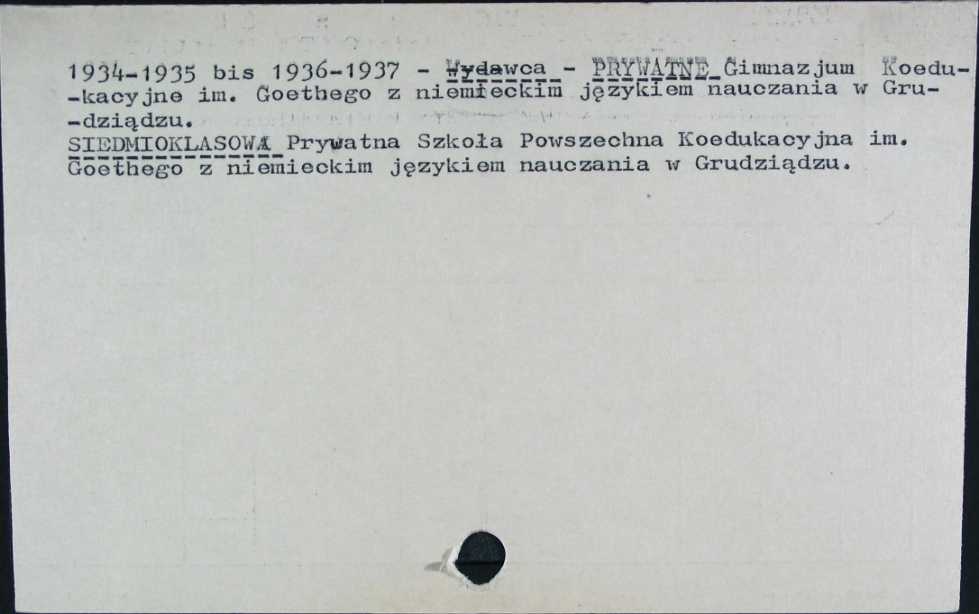 1934-1935 bis 1936-1937 - Wydawca - PRYWATNE Gimnazjum Koedu-
-kacyjne im. Goethego z niemieckim językiem nauczania w Gru-
-dziądzu.
SIEDMIOKLASOWA Prywatna Szkoła Powszechna Koedukacyjna im.
Goethego z niemieckim językiem nauczania w Grudziądzu.